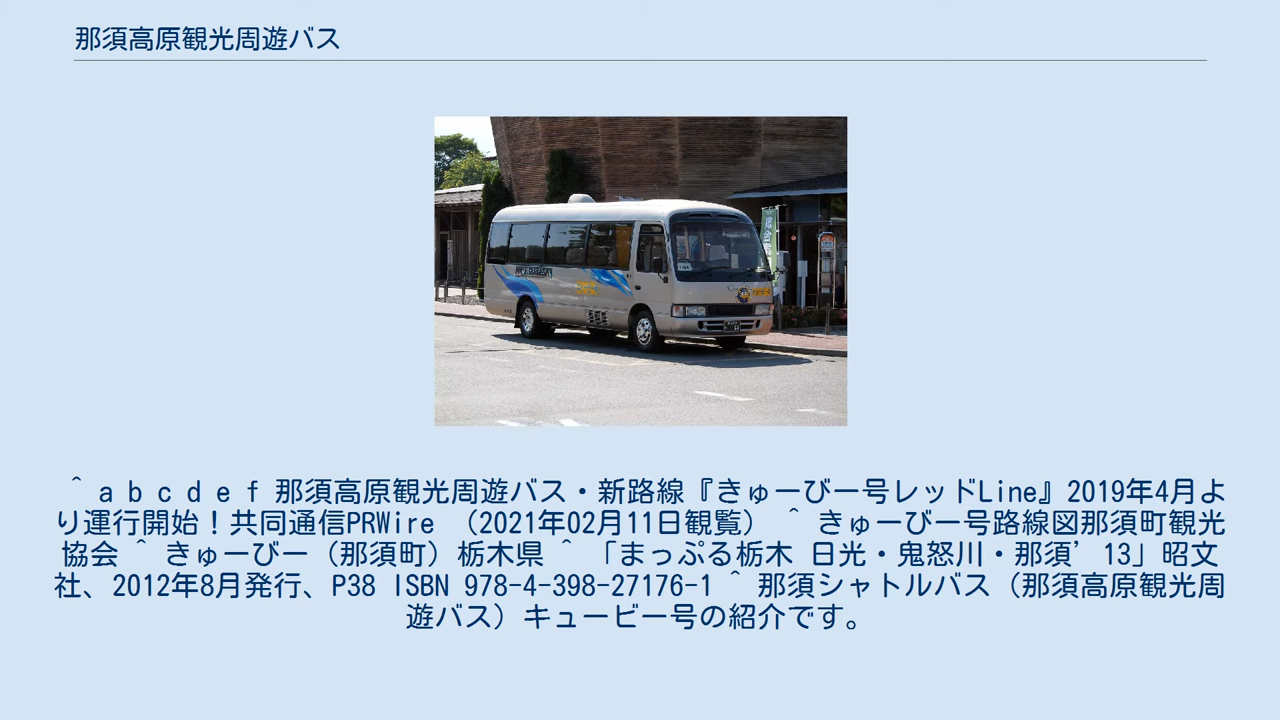 那須高原観光周遊バス
^ a b c d e f 那須高原観光周遊バス・新路線『きゅーびー号レッドLine』2019年4月よ
り運行開始！共同通信PRWire （2021年02月11日観覧） ^ きゅーびー号路線図那須町観光
協会 ^ きゅーびー（那須町）栃木県 ^ 「まっぷる栃木 日光・鬼怒川・那須’13」昭文
社、2012年8月発行、P38 ISBN 978-4-398-27176-1 ^ 那須シャトルバス（那須高原観光周
遊バス）キュービー号の紹介です。